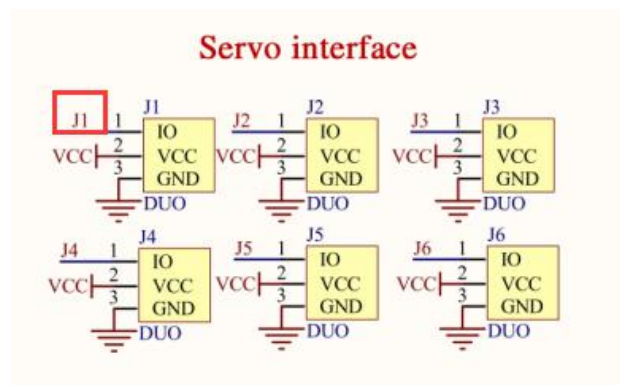 Servo interface
J1 J2 J3
J1 1 IO J2 1 IO J3 1 IO
VCC 2 VCC VCC 2 VCC VCC 2 VCC
3 GND 3 GND 3 GND
DUO DUO DUO
J4 J5 J6
J4 1 IO J5 1 IO J6 1 IO
VCC 2 VCC VCC 2 VCC VCC 2 VCC
3 GND 3 GND 3 GND
DUO DUO DUO